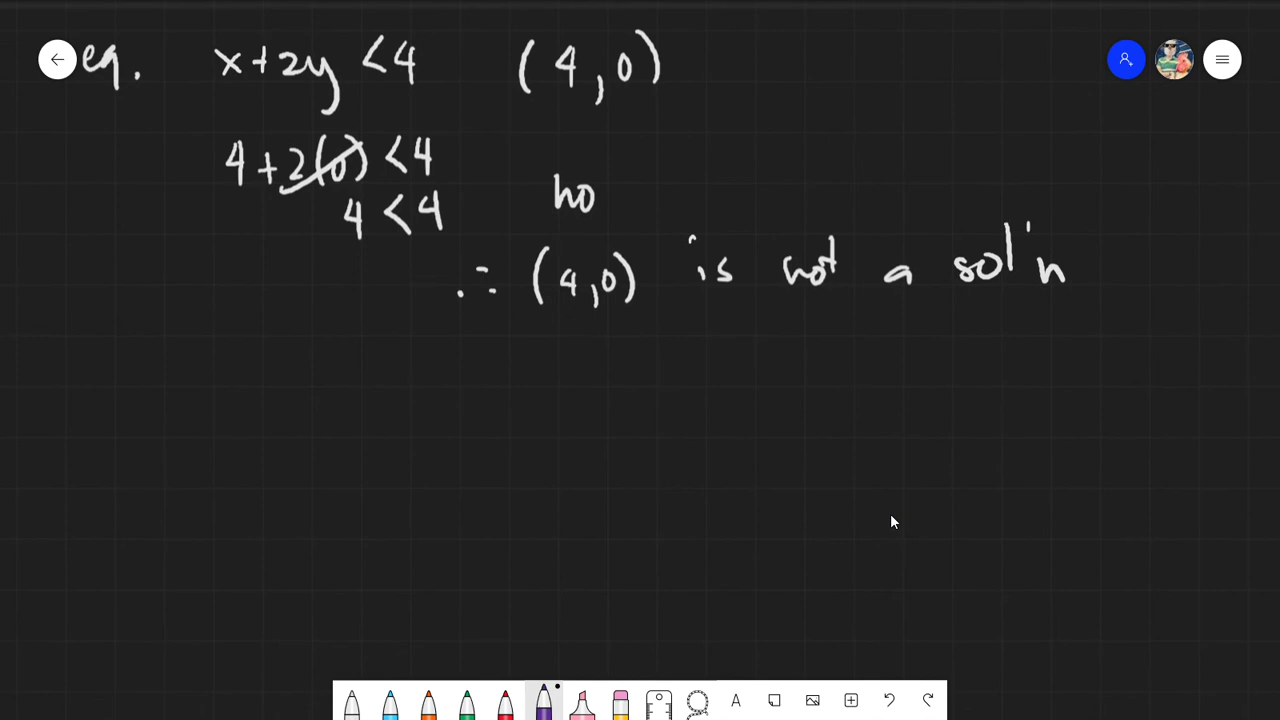 eg. x+2y <4 (4,0)
4+2(0) <4
4 <4 no
∴ (4,0) is not a sol'n
A